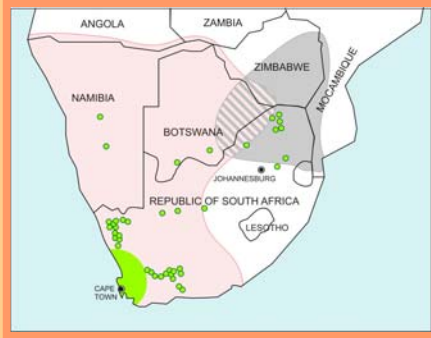 ANGOLA
ZAMBIA
ZIMBABWE
MOCAMBIQUE
NAMIBIA
BOTSWANA
JOHANNESBURG
REPUBLIC OF SOUTH AFRICA
LESOTHO
CAPE
TOWN